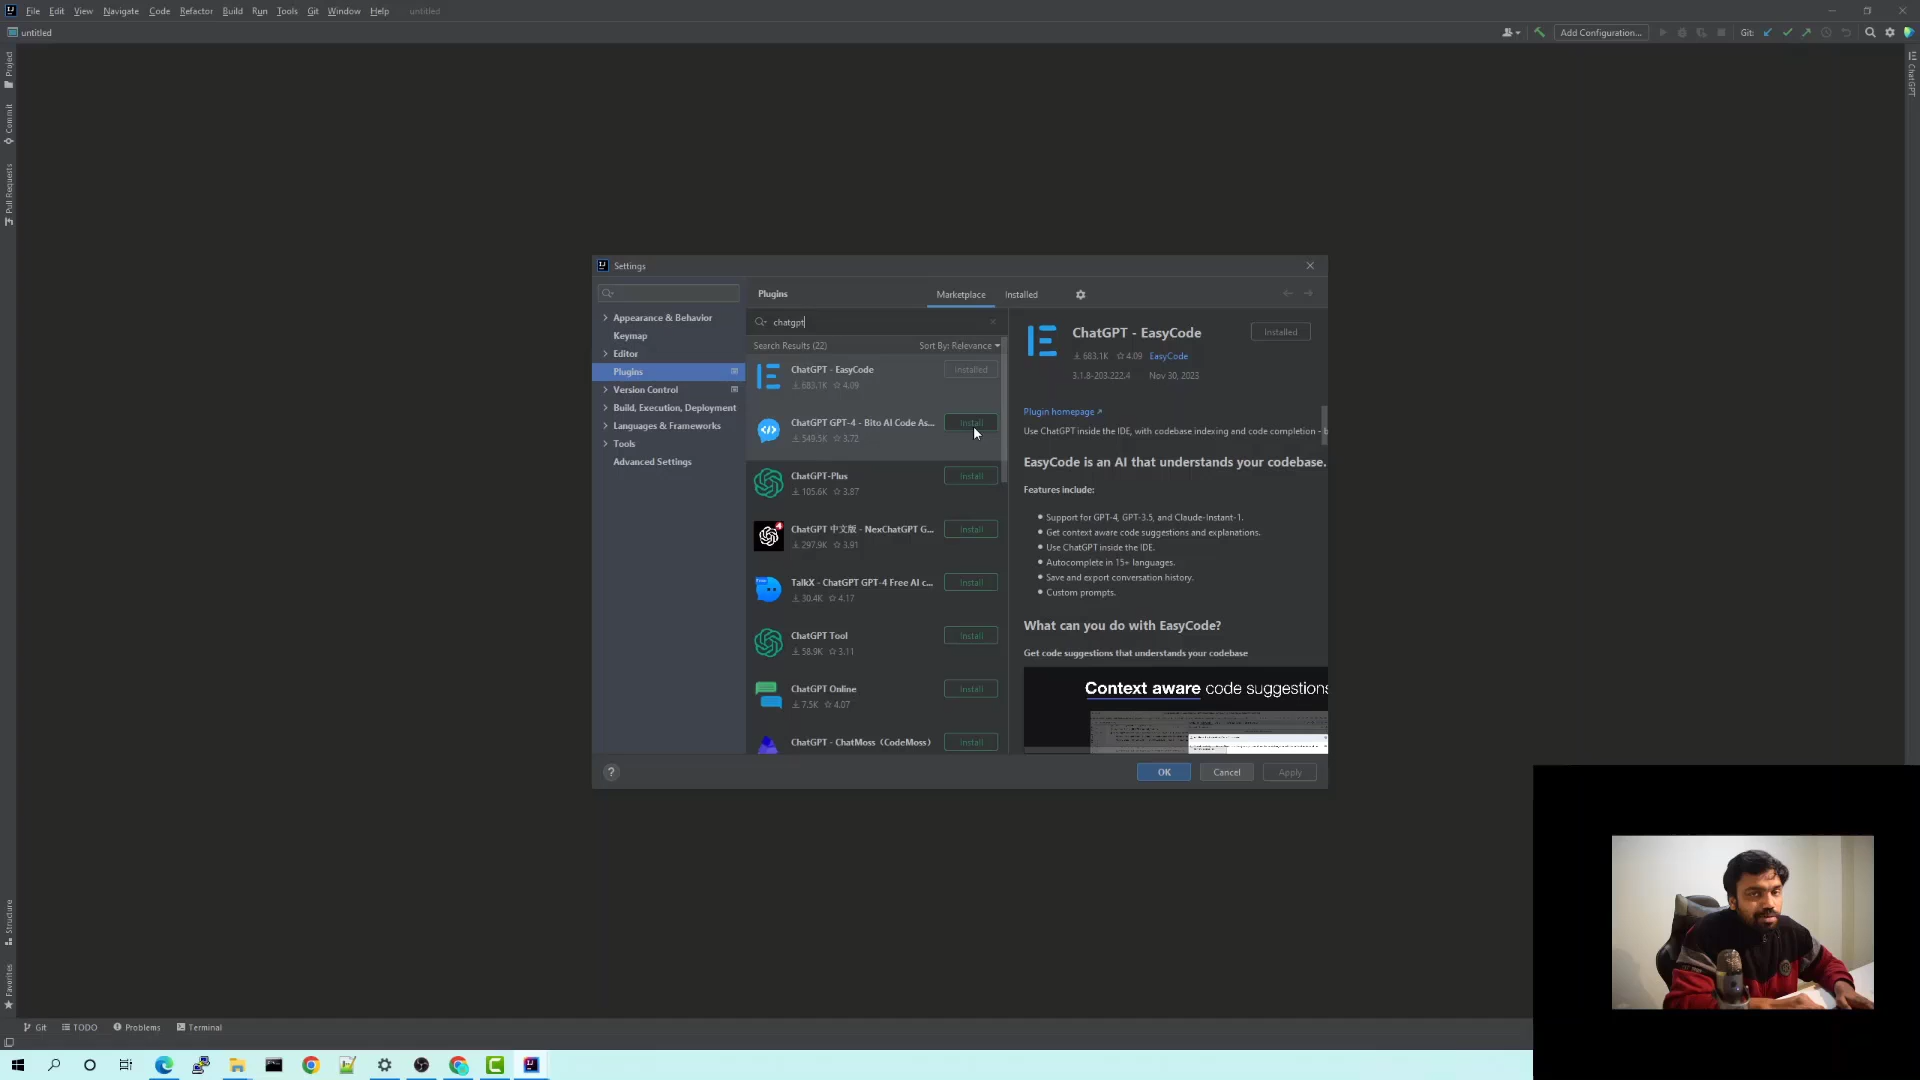 File Edit View Navigate Code Refactor Build Run Tools Git Window Help untitled
untitled
Add Configuration...
Git:
Project
Commit
Pull Requests
Structure
Favorites
ChatGPT
Settings
Plugins
Marketplace
Installed
Appearance & Behavior
Keymap
Editor
Plugins
Version Control
Build, Execution, Deployment
Languages & Frameworks
Tools
Advanced Settings
chatgpt
Search Results (22)
Sort By: Relevance
ChatGPT - EasyCode
683.1K 4.09
Installed
ChatGPT GPT-4 - Bito AI Code As...
549.5K 3.72
Install
ChatGPT-Plus
105.6K 3.87
Install
ChatGPT 中文版 - NexChatGPT G...
297.9K 3.91
Install
TalkX - ChatGPT GPT-4 Free AI c...
30.4K 4.17
Install
ChatGPT Tool
58.9K 3.11
Install
ChatGPT Online
7.5K 4.07
Install
ChatGPT - ChatMoss（CodeMoss）
Install
ChatGPT - EasyCode
Installed
683.1K 4.09 EasyCode
3.1.8-203.222.4 Nov 30, 2023
Plugin homepage
Use ChatGPT inside the IDE, with codebase indexing and code completion - b
EasyCode is an AI that understands your codebase.
Features include:
Support for GPT-4, GPT-3.5, and Claude-Instant-1.
Get context aware code suggestions and explanations.
Use ChatGPT inside the IDE.
Autocomplete in 15+ languages.
Save and export conversation history.
Custom prompts.
What can you do with EasyCode?
Get code suggestions that understands your codebase
Context aware code suggestions
OK
Cancel
Apply
Git TODO Problems Terminal